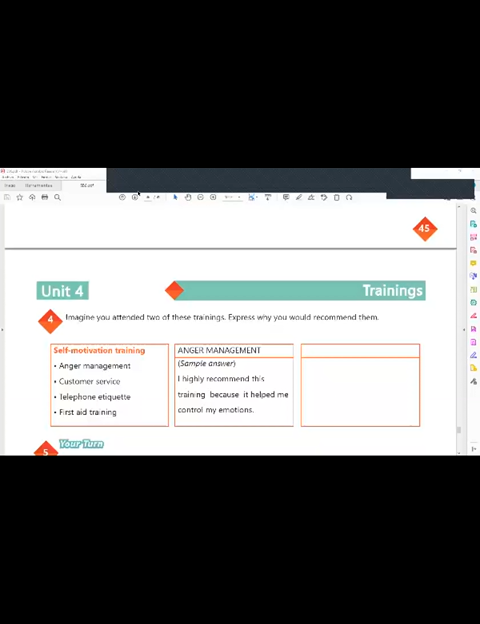 45
Unit 4
Trainings
4
Imagine you attended two of these trainings. Express why you would recommend them.
Self-motivation training
• Anger management
• Customer service
• Telephone etiquette
• First aid training
ANGER MANAGEMENT
(Sample answer)
I highly recommend this
training because it helped me
control my emotions.
5
Your Turn